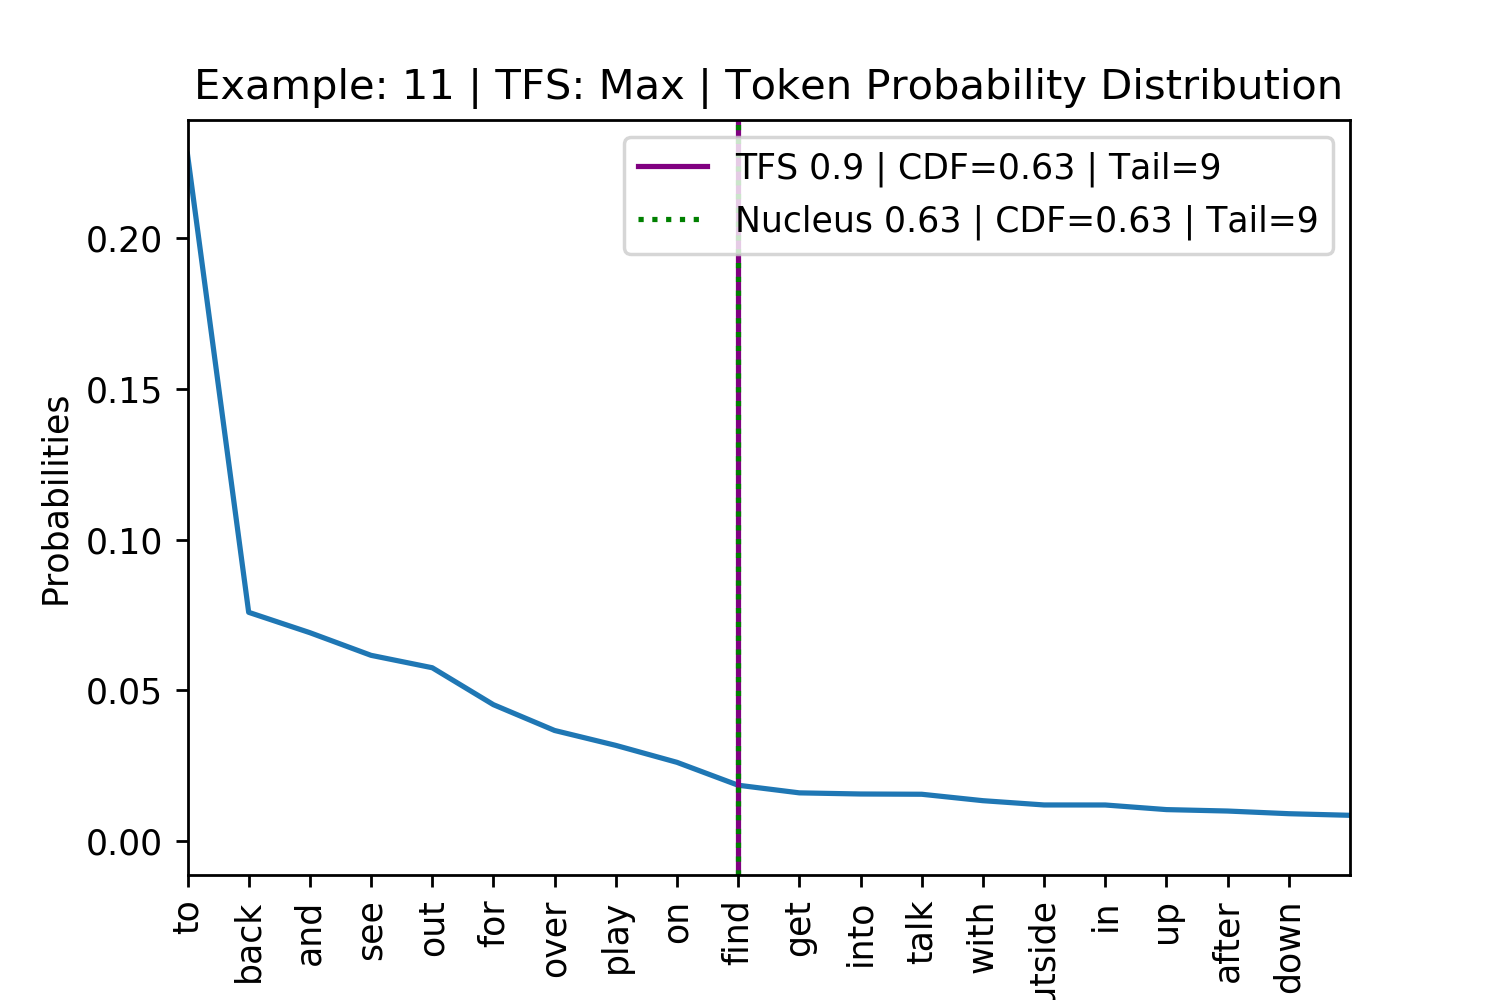 Example: 11 | TFS: Max | Token Probability Distribution
TFS 0.9 | CDF=0.63 | Tail=9
Nucleus 0.63 | CDF=0.63 | Tail=9
Probabilities
0.20
0.15
0.10
0.05
0.00
to
back
and
see
out
for
over
play
on
find
get
into
talk
with
utside
in
up
after
down